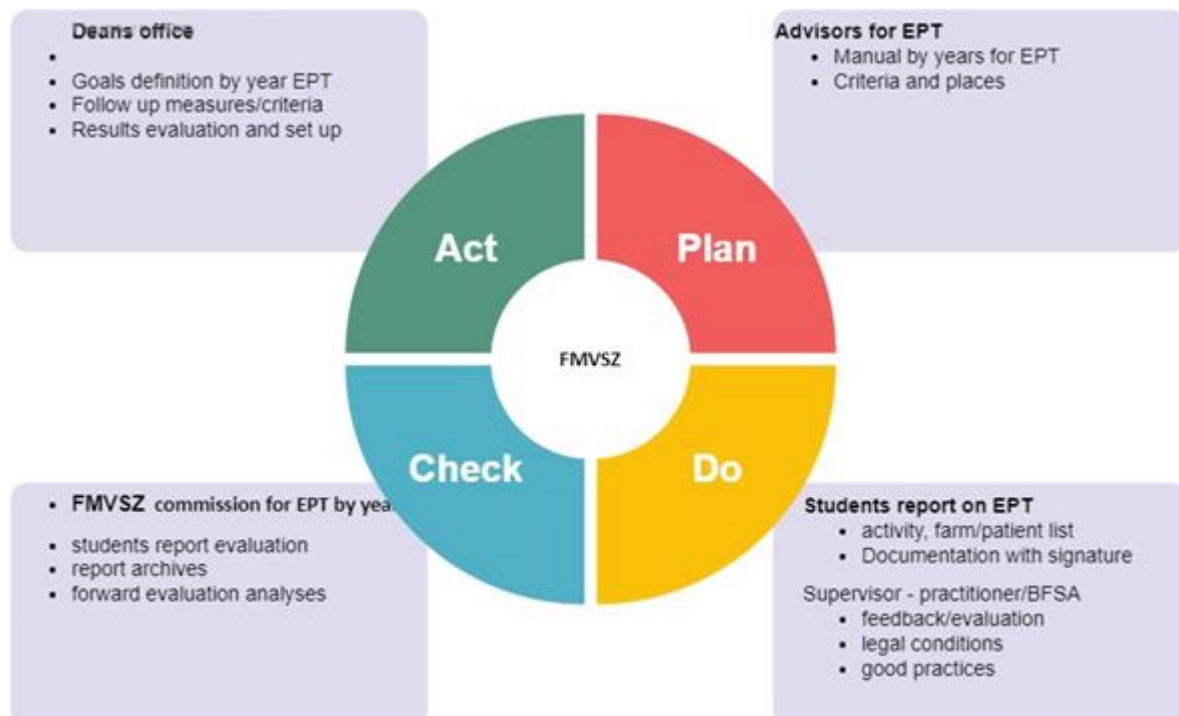 Deans office
•
• Goals definition by year EPT
• Follow up measures/criteria
• Results evaluation and set up
Advisors for EPT
• Manual by years for EPT
• Criteria and places
Act
Plan
FMVSZ
Check
Do
• FMVSZ commission for EPT by yea
• students report evaluation
• report archives
• forward evaluation analyses
Students report on EPT
• activity, farm/patient list
• Documentation with signature
Supervisor - practitioner/BFSA
• feedback/evaluation
• legal conditions
• good practices